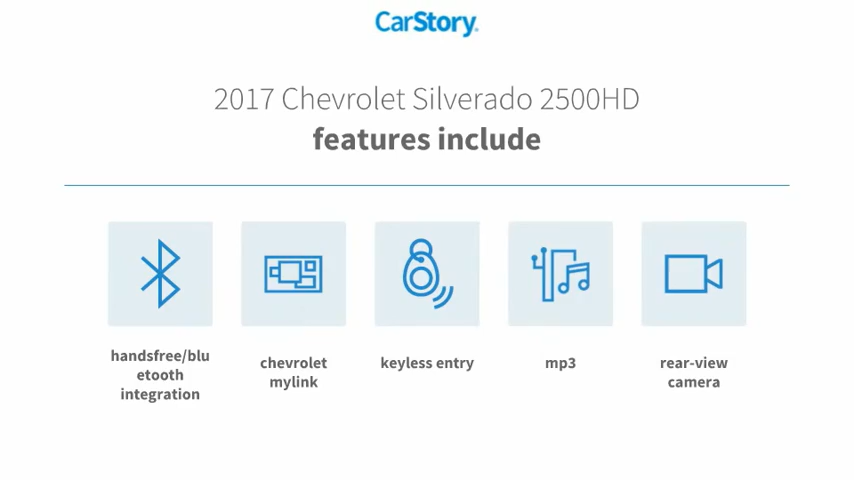 CarStory.
2017 Chevrolet Silverado 2500HD
features include
handsfree/blu
etooth
integration
chevrolet
mylink
keyless entry
mp3
rear-view
camera